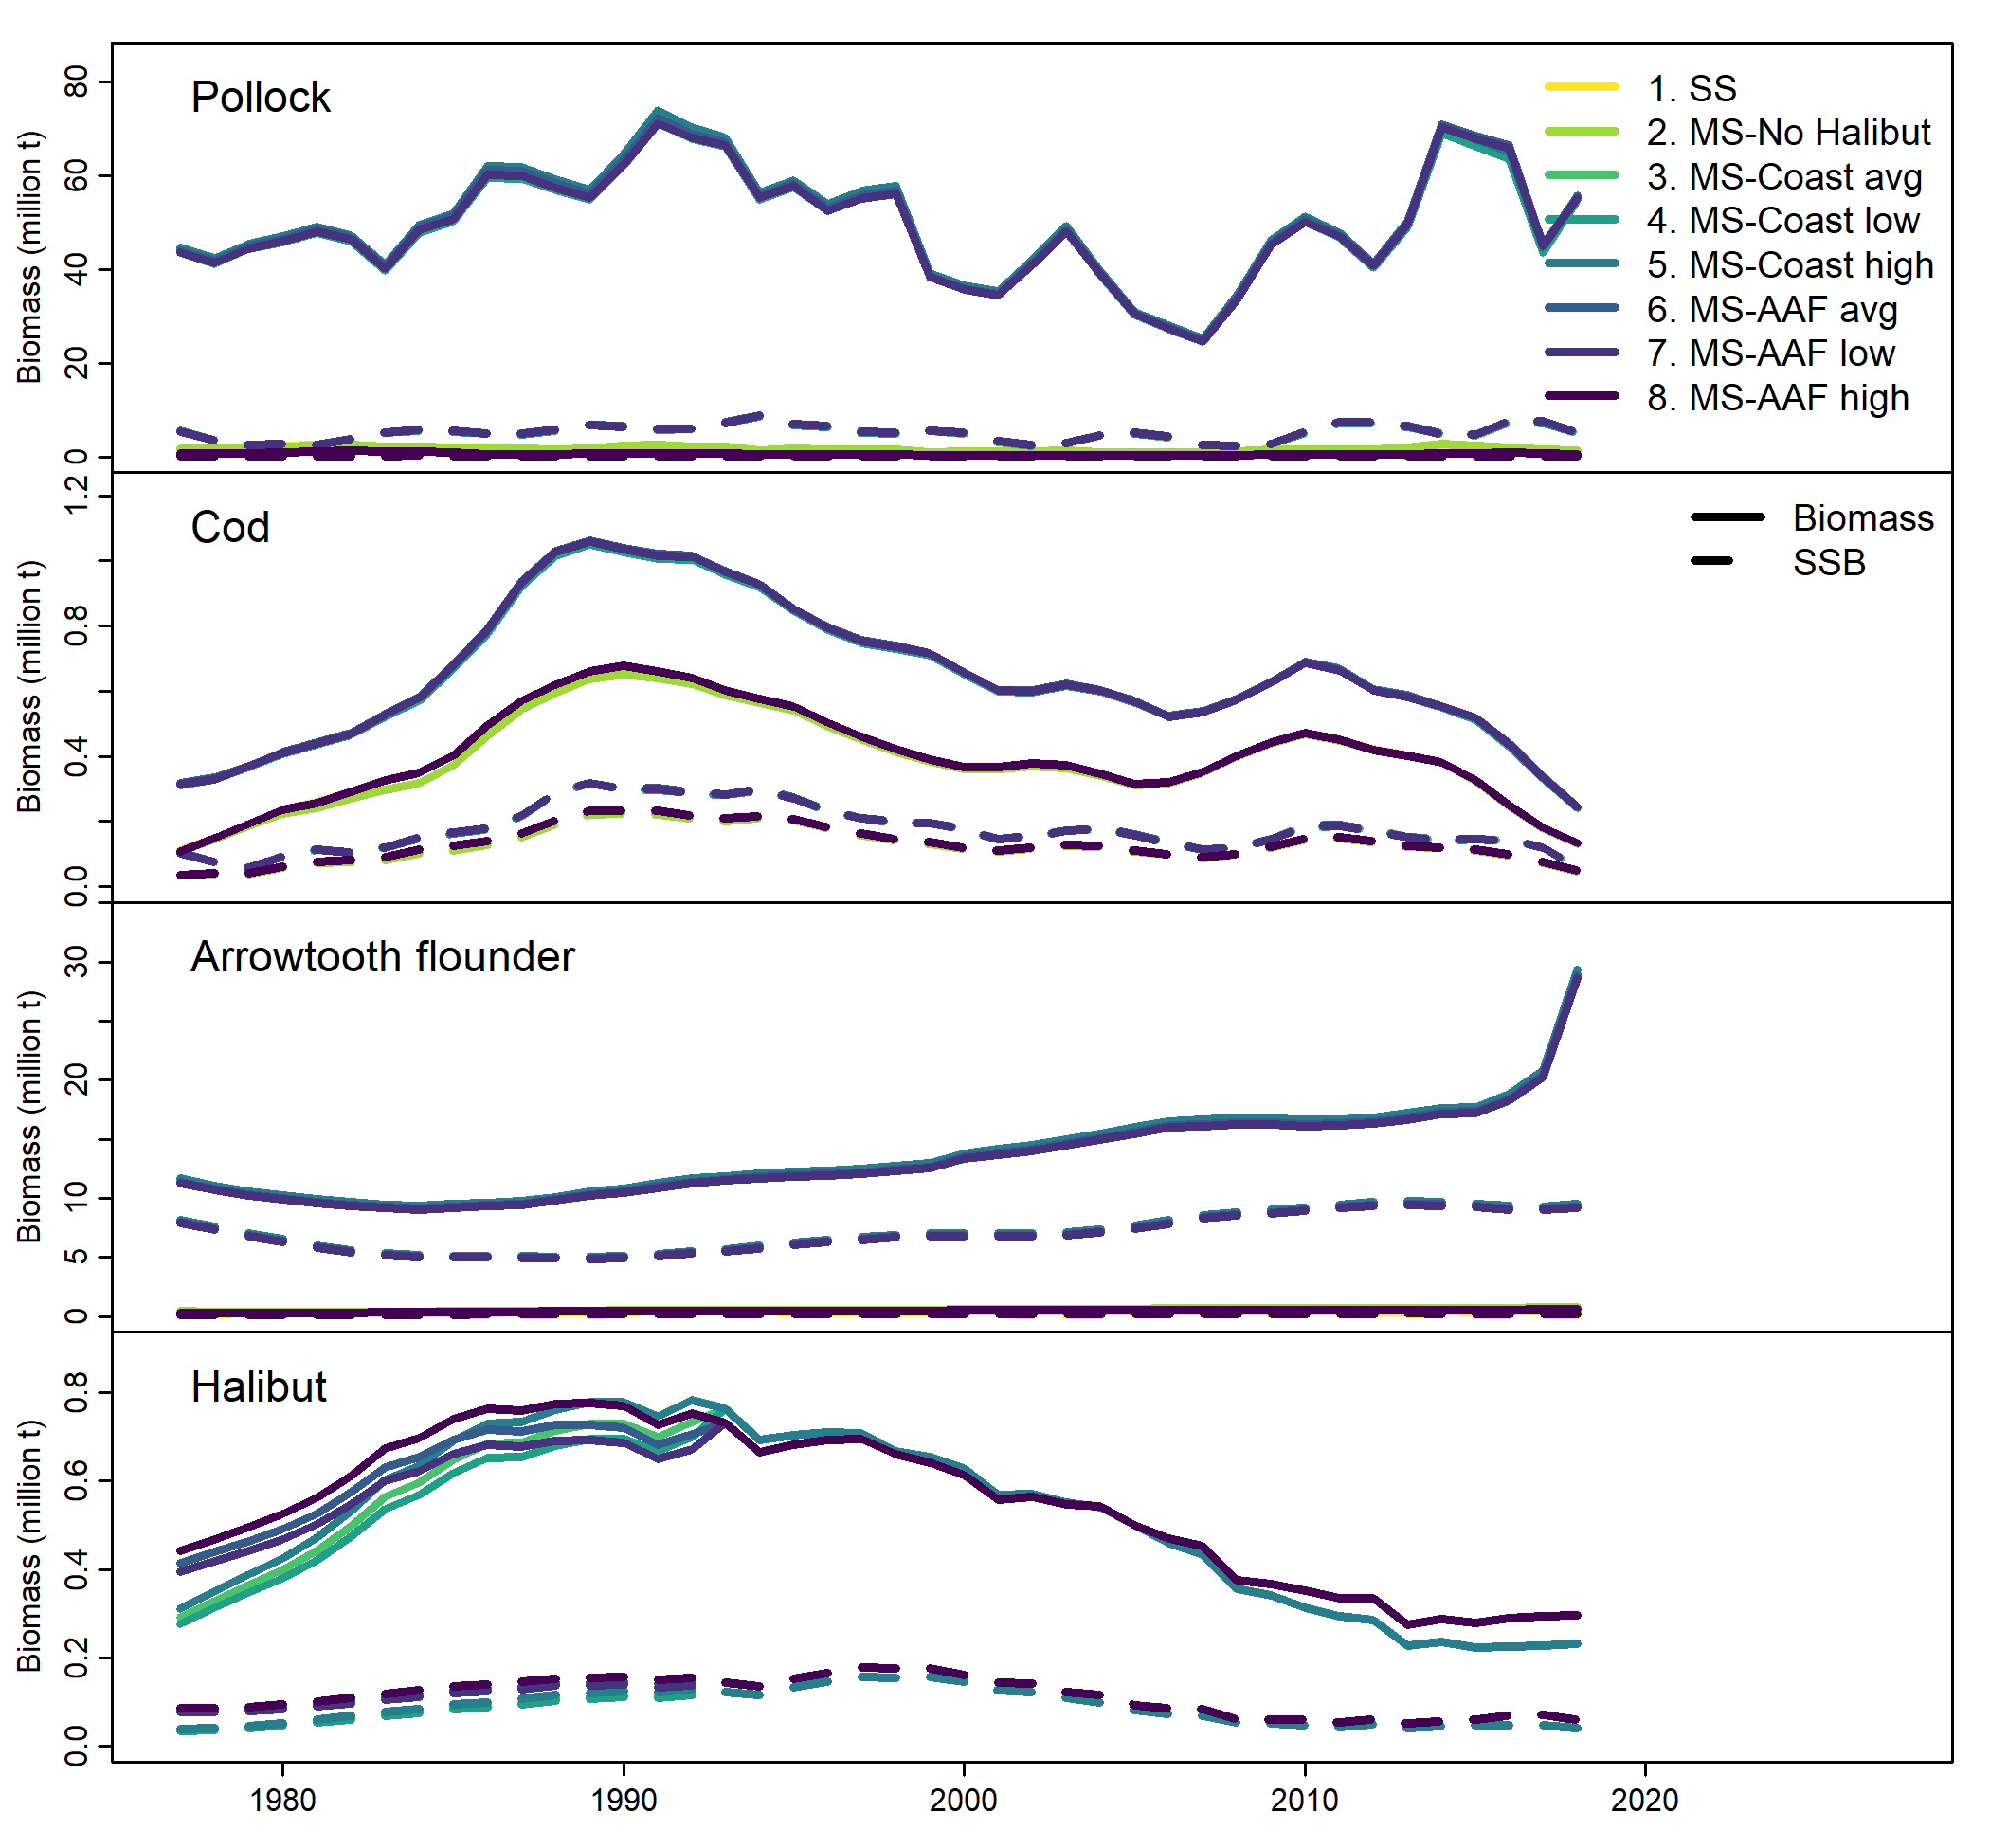 Pollock
Biomass (million t)
80
60
40
20
0
1. SS
2. MS-No Halibut
3. MS-Coast avg
4. MS-Coast low
5. MS-Coast high
6. MS-AAF avg
7. MS-AAF low
8. MS-AAF high
Cod
Biomass (million t)
1.2
0.8
0.4
0.0
Biomass
SSB
Arrowtooth flounder
Biomass (million t)
30
20
10
5
0
Halibut
Biomass (million t)
0.8
0.6
0.4
0.2
0.0
1980 1990 2000 2010 2020